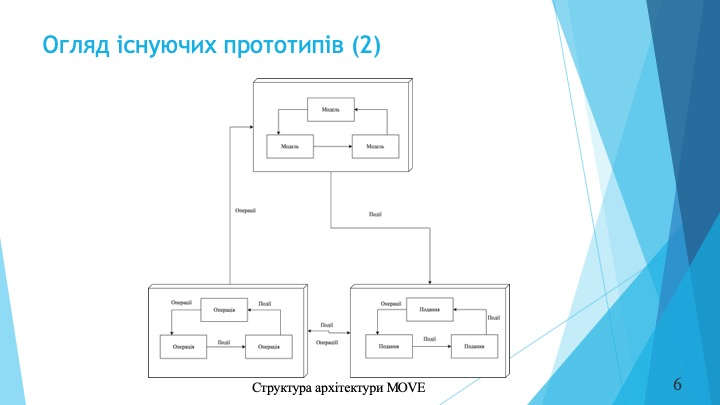 Огляд існуючих прототипів (2)
Модель
Модель
Модель
Операції
Події
Операції
Операція
Події
Операція
Події
Операція
Події
Операцій
Операції
Подання
Події
Подання
Події
Подання
Структура архітектури MOVE
6